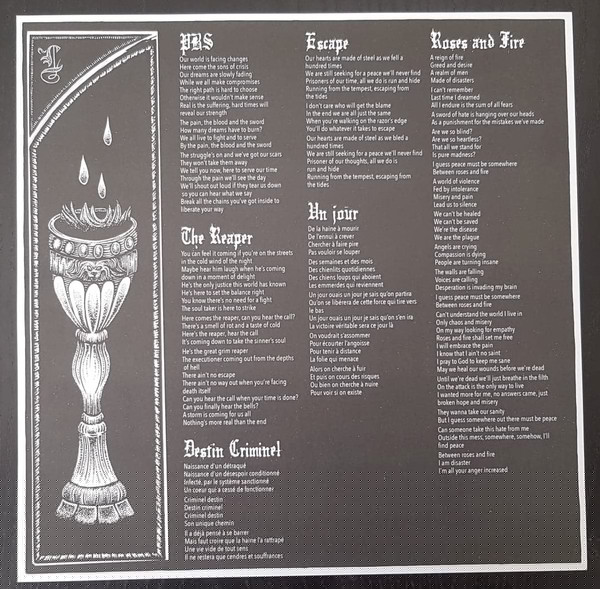 PBS
Our world is facing changes
Here come the sons of crisis
Our dreams are slowly fading
While we all make compromises
The right path is hard to choose
Otherwise it wouldn't make sense
Real is the suffering, hard times will
reveal our strength
The pain, the blood and the sword
How many dreams have to burn?
We all live to fight and to serve
By the pain, the blood and the sword
The struggle's on and we've got our scars
They won't take them away
We tell you now, here to serve our time
Through the pain we'll see the day
We'll shout out loud if they tear us down
so you can hear what we say
Break all the chains you've got inside to
liberate your way
The Reaper
You can feel it coming if you're on the streets
in the cold wind of the night
Maybe hear him laugh when he's coming
down in a moment of delight
He's the only justice this world has known
He's here to set the balance right
You know there's no need for a fight
The soul taker is here to strike
Here comes the reaper, can you hear the call?
There's a smell of rot and a taste of cold
Here's the reaper, hear the call
It's coming down to take the sinner's soul
He's the great grim reaper
The executioner coming out from the depths
of hell
There ain't no escape
There ain't no way out when you're facing
death itself
Can you hear the call when your time is done?
Can you finally hear the bells?
A storm is coming for us all
Nothing's more real than the end
Destin Criminel
Naissance d'un détraqué
Naissance d'un désespoir conditionné
Infecté, par le système sanctionné
Un coeur qui a cessé de fonctionner
Criminel destin
Destin criminel
Criminel destin
Son unique chemin
Il a déjà pensé à se barrer
Mais faut croire que la haine l'a rattrapé
Une vie vide de tout sens
Il ne restera que cendres et souffrances
Escape
Our hearts are made of steel as we fell a
hundred times
We are still seeking for a peace we'll never find
Prisoners of our time, all we do is run and hide
Running from the tempest, escaping from
the tides
I don't care who will get the blame
In the end we are all just the same
When you're walking on the razor's edge
You'll do whatever it takes to escape
Our hearts are made of steel as we bled a
hundred times
We are still seeking for a peace we'll never find
Prisoner of our thoughts, all we do is
run and hide
Running from the tempest, escaping from
the tides
Un jour
De la haine à mourir
De l'ennui à crever
Chercher à faire pire
Pas vouloir se louper
Des semaines et des mois
Des chienlits quotidiennes
Des chiens loups qui aboient
Les emmerdes qui reviennent
Un jour ouais un jour je sais qu'on partira
Qu'on se libérera de cette force qui tire vers
le bas
Un jour ouais un jour je sais qu'on s'en ira
La victoire véritable sera ce jour là
On voudrait s'assommer
Pour écourter l'angoisse
Pour tenir à distance
La folie qui menace
Alors on cherche à fuir
Et puis on cours des risques
Ou bien on cherche à nuire
Pour voir si on existe
Roses and Fire
A reign of fire
Greed and desire
A realm of men
Made of disasters
I can't remember
Last time I dreamed
All I endure is the sum of all fears
A sword of hate is hanging over our heads
As a punishment for the mistakes we've made
Are we so blind?
Are we so heartless?
That all we stand for
Is pure madness?
I guess peace must be somewhere
Between roses and fire
A world of violence
Fed by intolerance
Misery and pain
Lead us to silence
We can't be healed
We can't be saved
We're the disease
We are the plague
Angels are crying
Compassion is dying
People are turning insane
The walls are falling
Voices are calling
Desperation is invading my brain
I guess peace must be somewhere
Between roses and fire
Can't understand the world I live in
Only chaos and misery
On my way looking for empathy
Roses and fire shall set me free
I will embrace the pain
I know that I ain't no saint
I pray to God to keep me sane
May we heal our wounds before we're dead
Until we're dead we'll just breathe in the filth
On the attack is the only way to live
I wanted more for me, no answers came, just
broken hope and misery
They wanna take our sanity
But I guess somewhere out there must be peace
Can someone take this hate from me
Outside this mess, somewhere, somehow, I'll
find peace
Between roses and fire
I am disaster
I'm all your anger increased